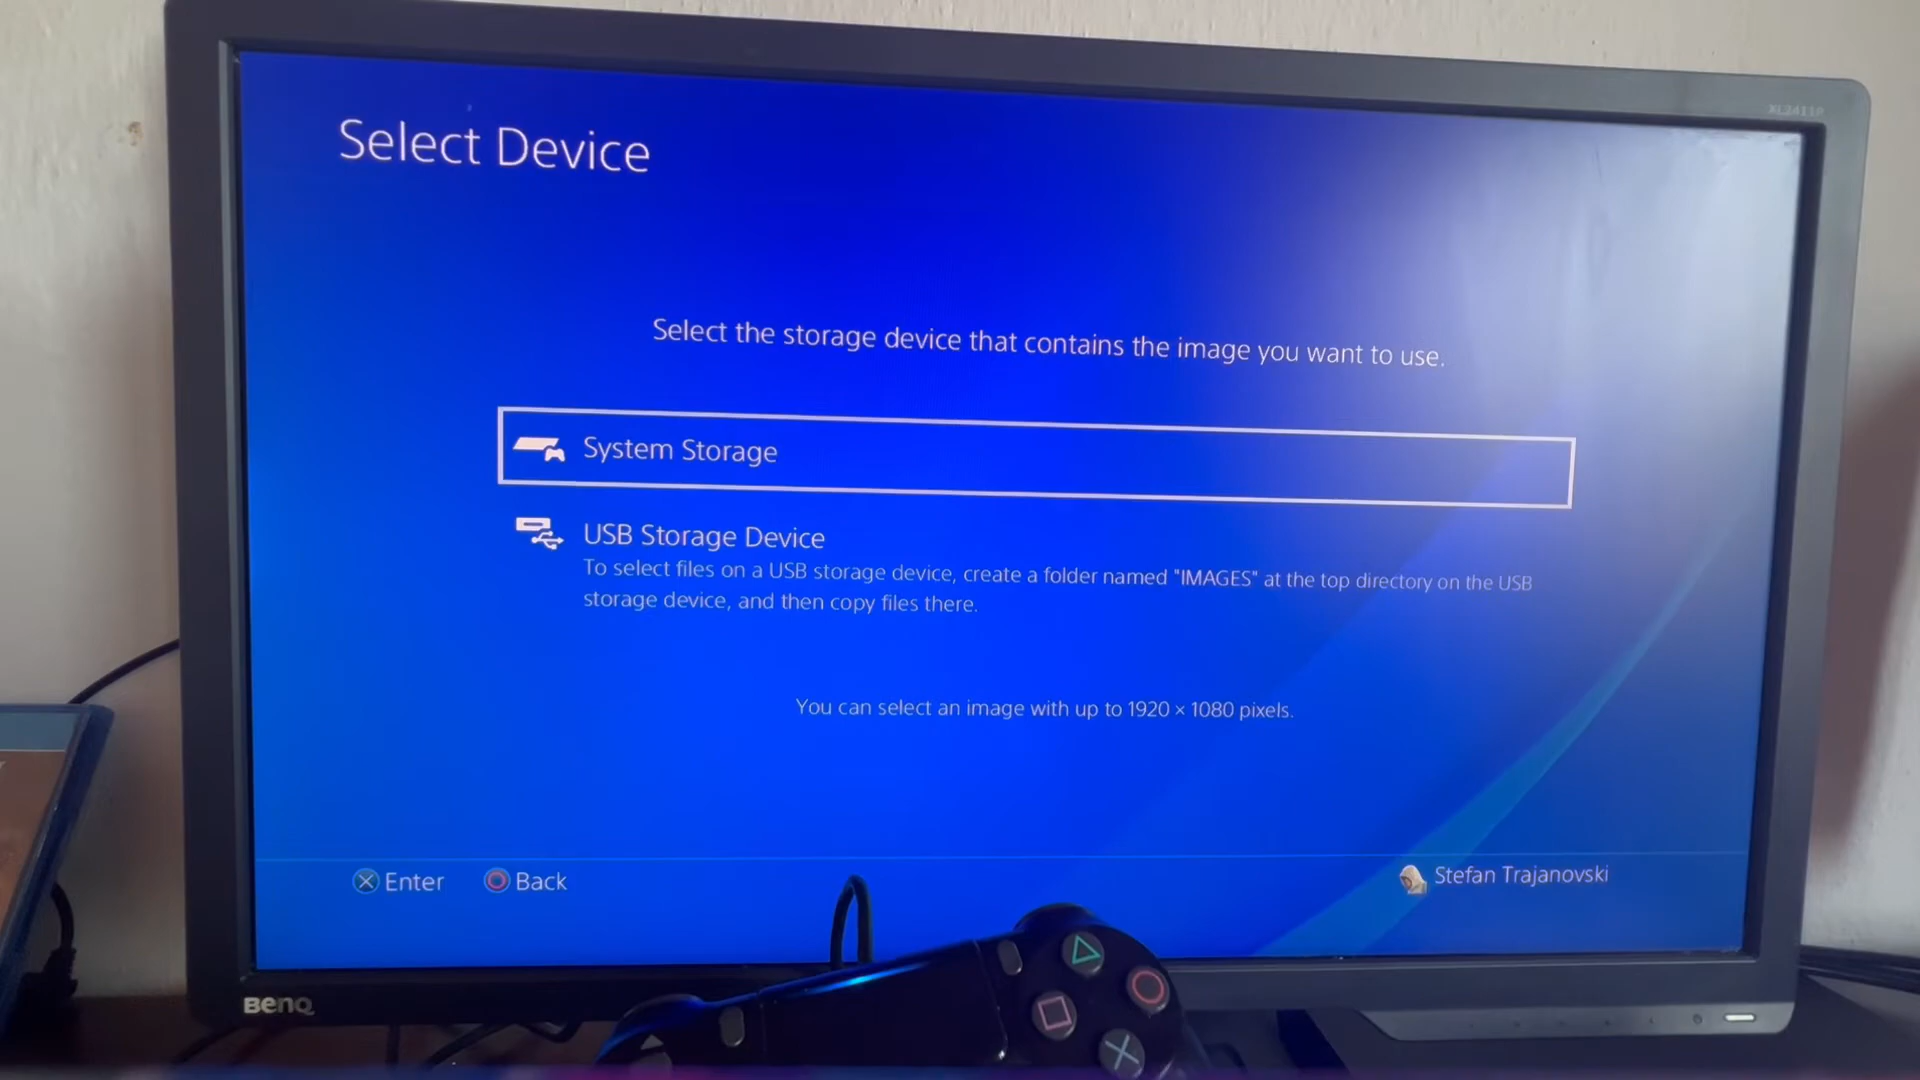 XL2411P
Select Device
Select the storage device that contains the image you want to use.
System Storage
USB Storage Device
To select files on a USB storage device, create a folder named "IMAGES" at the top directory on the USB
storage device, and then copy files there.
You can select an image with up to 1920 × 1080 pixels.
Enter Back
Stefan Trajanovski
BenQ